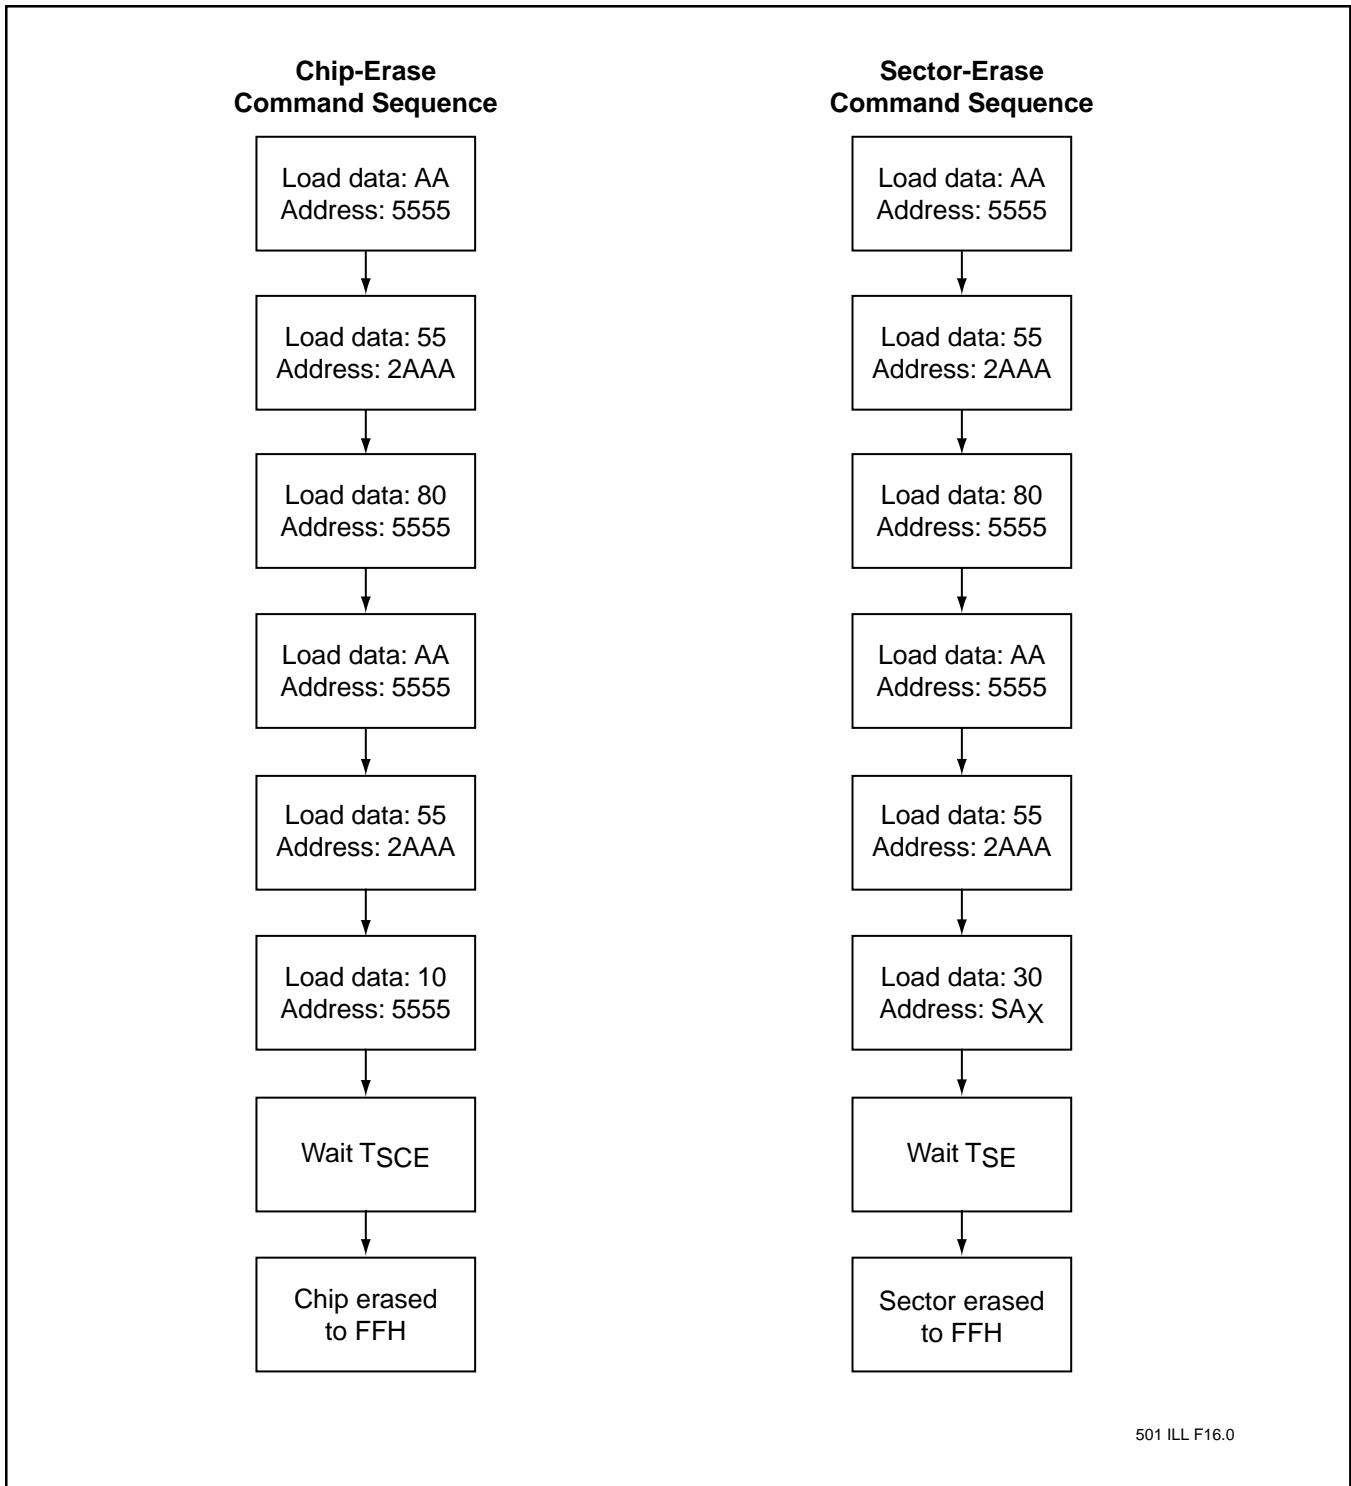 Chip-Erase
Command Sequence
Load data: AA
Address: 5555
Load data: 55
Address: 2AAA
Load data: 80
Address: 5555
Load data: AA
Address: 5555
Load data: 55
Address: 2AAA
Load data: 10
Address: 5555
Wait TSCE
Chip erased
to FFH
Sector-Erase
Command Sequence
Load data: AA
Address: 5555
Load data: 55
Address: 2AAA
Load data: 80
Address: 5555
Load data: AA
Address: 5555
Load data: 55
Address: 2AAA
Load data: 30
Address: SAX
Wait TSE
Sector erased
to FFH
501 ILL F16.0